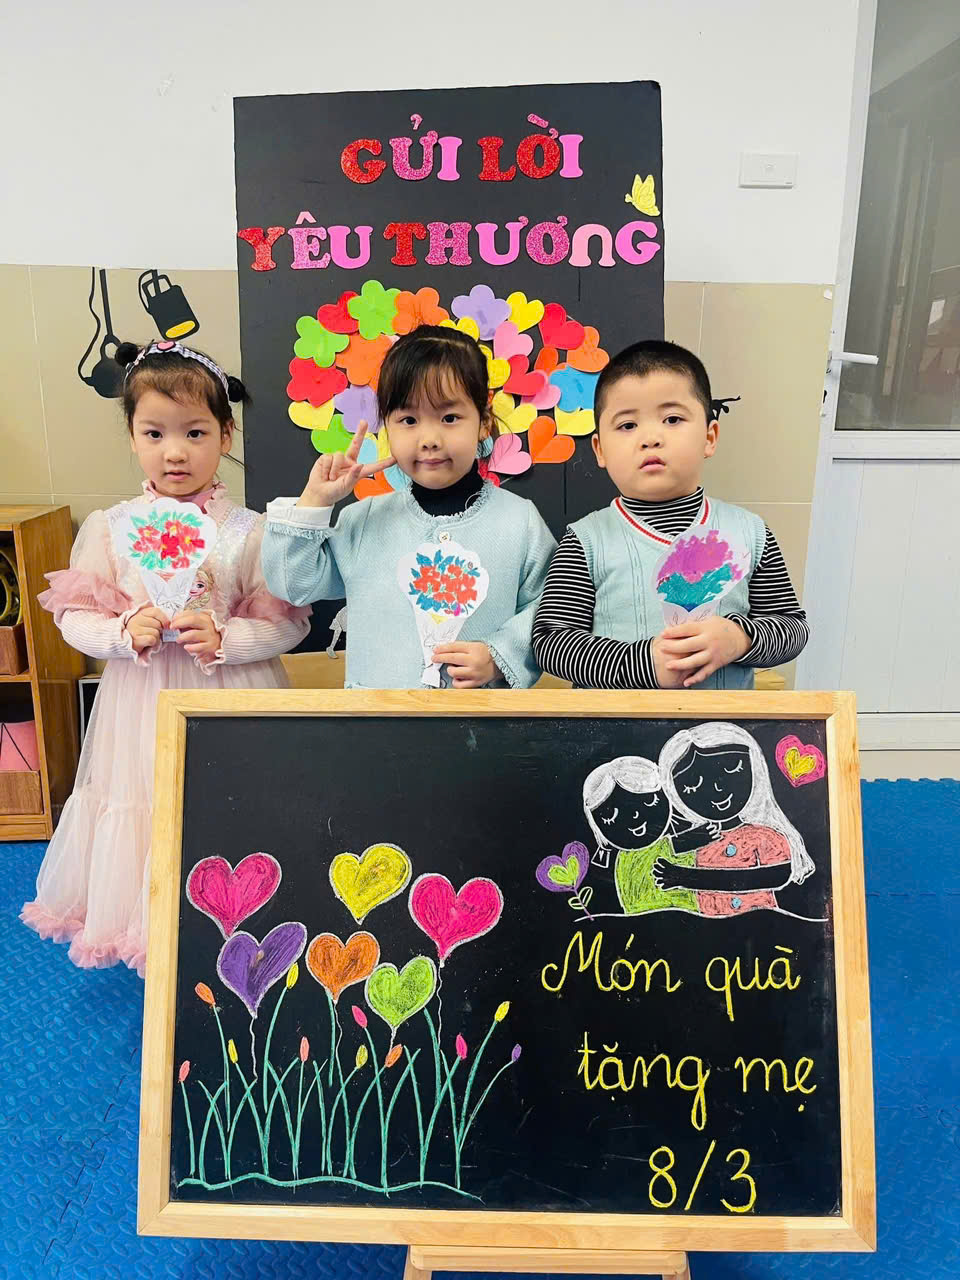 GỬI LỜI
YÊU THƯƠNG
Món quà
tặng mẹ
8/3